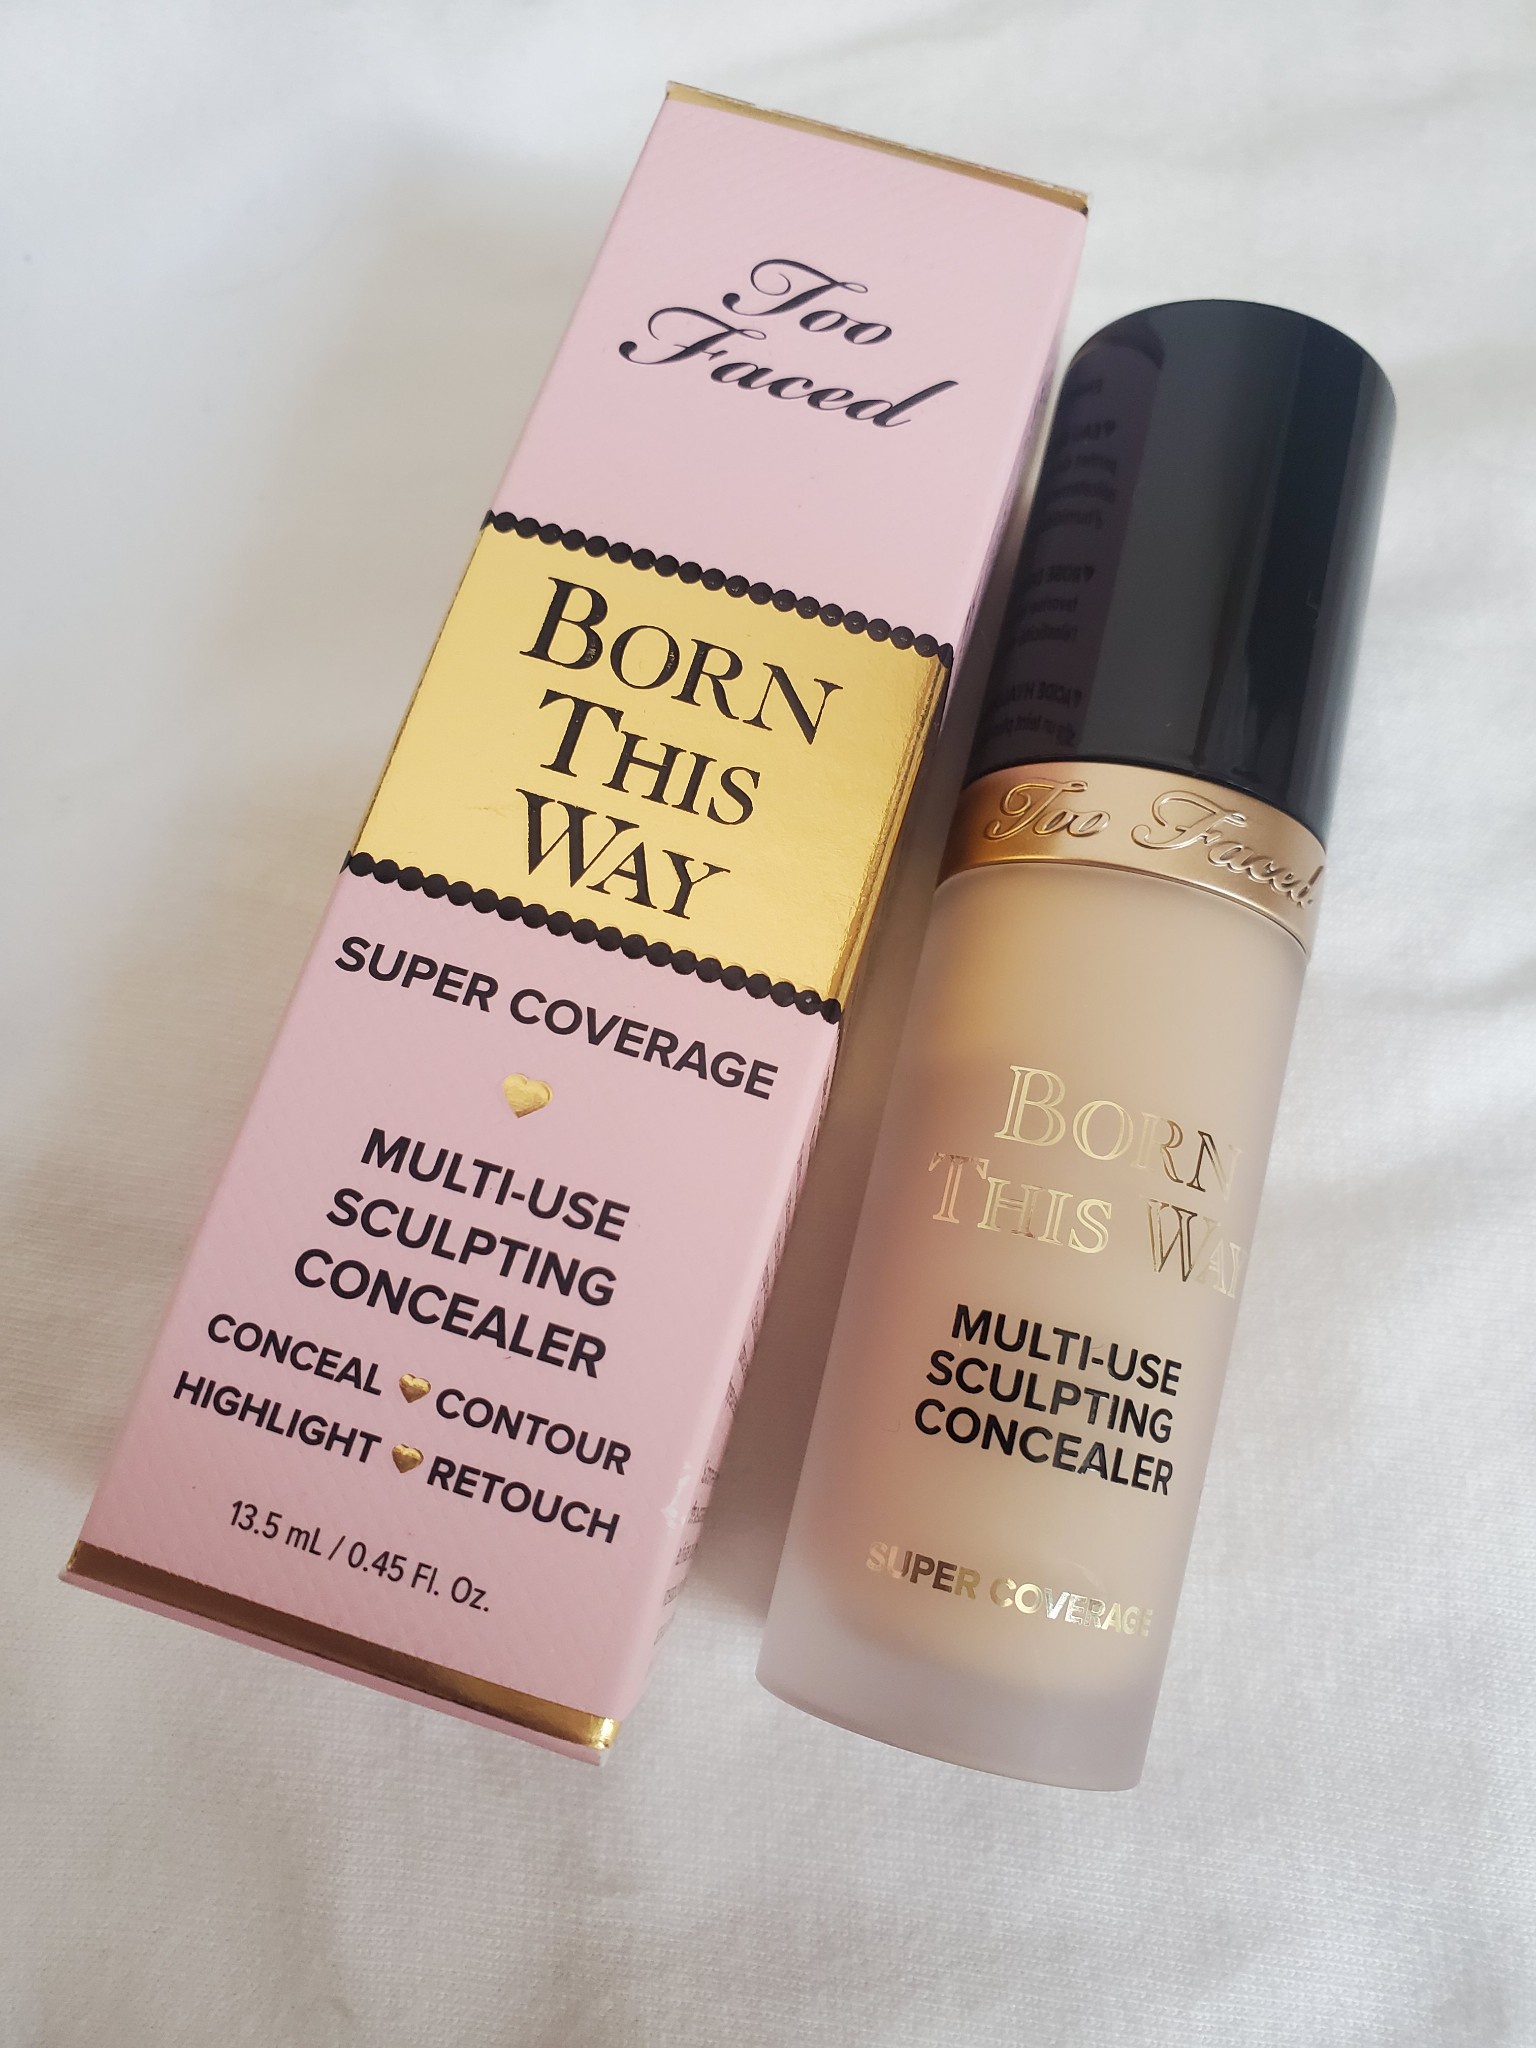 Too
Faced
BORN
THIS
WAY
SUPER COVERAGE
MULTI-USE
SCULPTING
CONCEALER
CONCEAL CONTOUR
HIGHLIGHT RETOUCH
13.5 mL / 0.45 Fl. Oz.
Too Faced
BORN
THIS WAY
MULTI-USE
SCULPTING
CONCEALER
SUPER COVERAGE